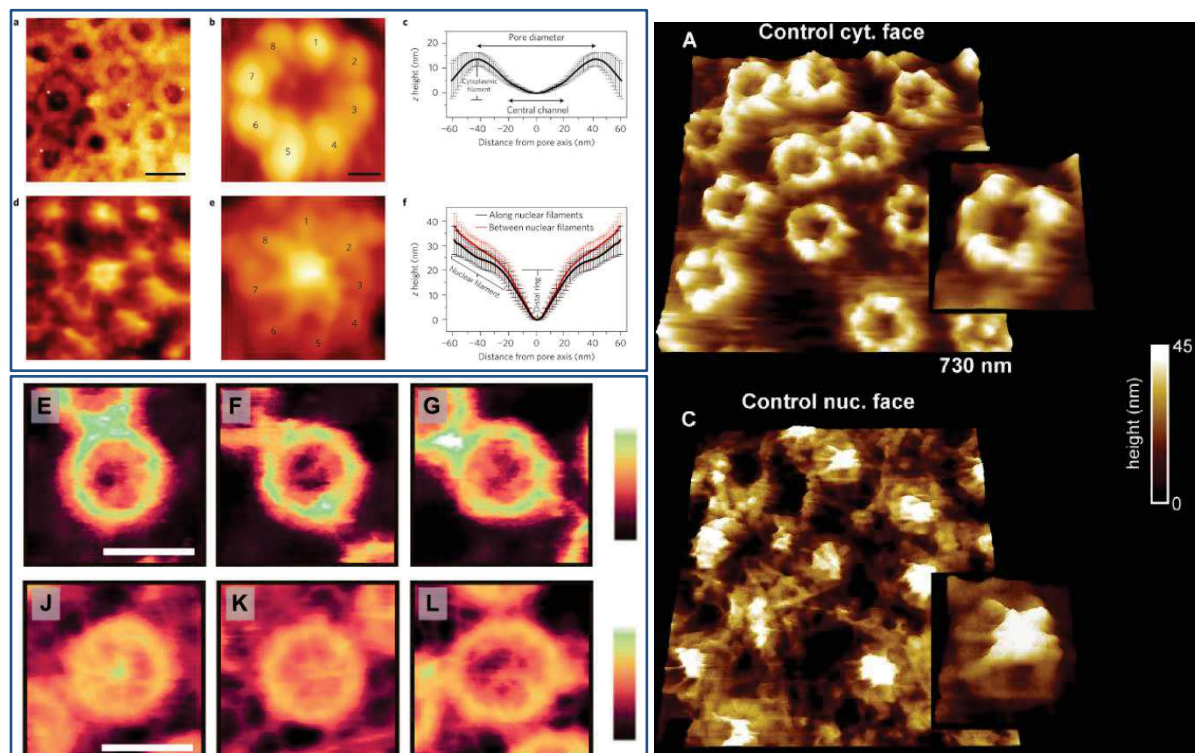 a
b
c
8
1
2
7
3
6
4
5
z height (nm)
20
10
0
Pore diameter
Cytoplasmic
filament
Central channel
−60 −40 −20 0 20 40 60
Distance from pore axis (nm)
d
e
f
1
8
2
7
3
6
4
5
z height (nm)
40
30
20
10
0
Along nuclear filaments
Between nuclear filaments
Nuclear filament
Distal ring
−60 −40 −20 0 20 40 60
Distance from pore axis (nm)
E
F
G
J
K
L
A
Control cyt. face
730 nm
45
height (nm)
0
Control nuc. face
C